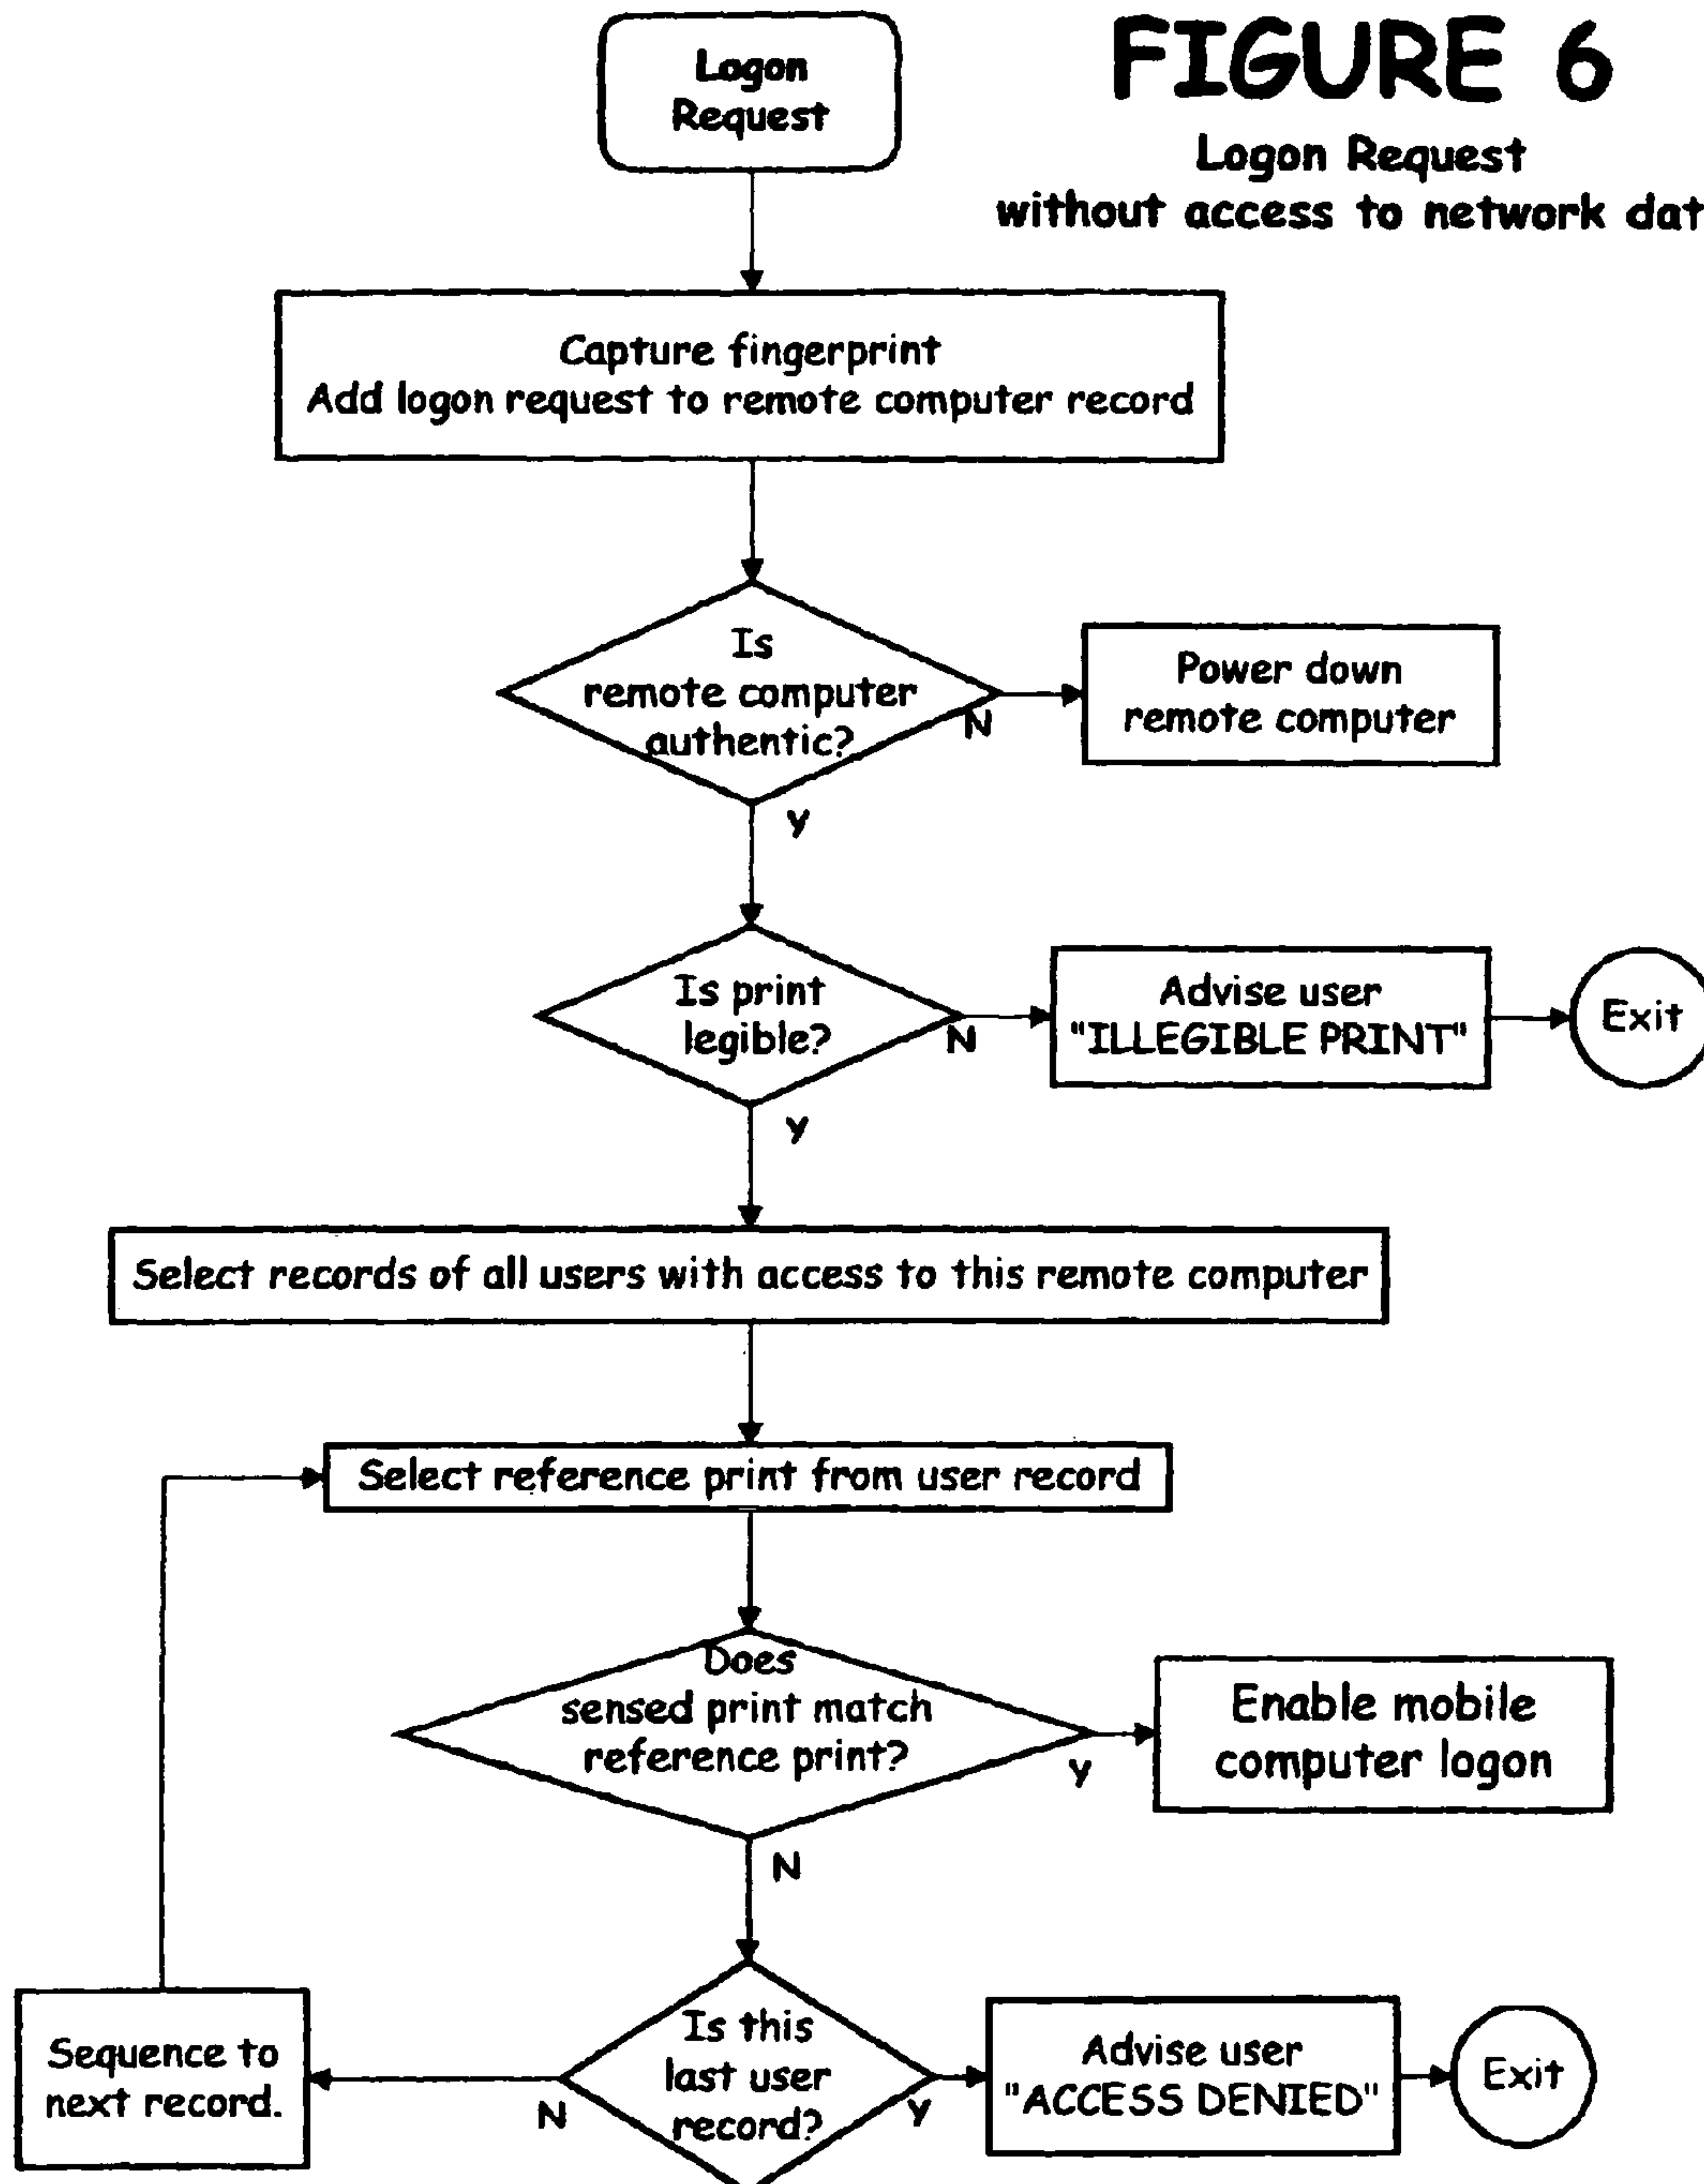 FIGURE 6
Logon Request
without access to network dat
Logon
Request
Capture fingerprint
Add logon request to remote computer record
Is
remote computer
authentic?
N
Power down
remote computer
y
Is print
legible?
N
Advise user
"ILLEGIBLE PRINT"
Exit
y
Select records of all users with access to this remote computer
Select reference print from user record
Does
sensed print match
reference print?
y
Enable mobile
computer logon
N
Is this
last user
record?
N
Sequence to
next record.
y
Advise user
"ACCESS DENIED"
Exit